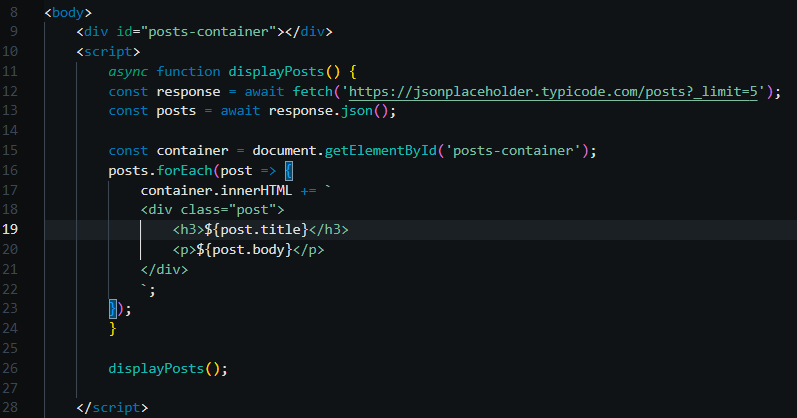 8 <body>
9 <div id="posts-container"></div>
10 <script>
11 async function displayPosts() {
12 const response = await fetch('https://jsonplaceholder.typicode.com/posts?_limit=5');
13 const posts = await response.json();
14
15 const container = document.getElementById('posts-container');
16 posts.forEach(post => {
17 container.innerHTML += `
18 <div class="post">
19 <h3>${post.title}</h3>
20 <p>${post.body}</p>
21 </div>
22 `;
23 });
24 }
25
26 displayPosts();
27
28 </script>